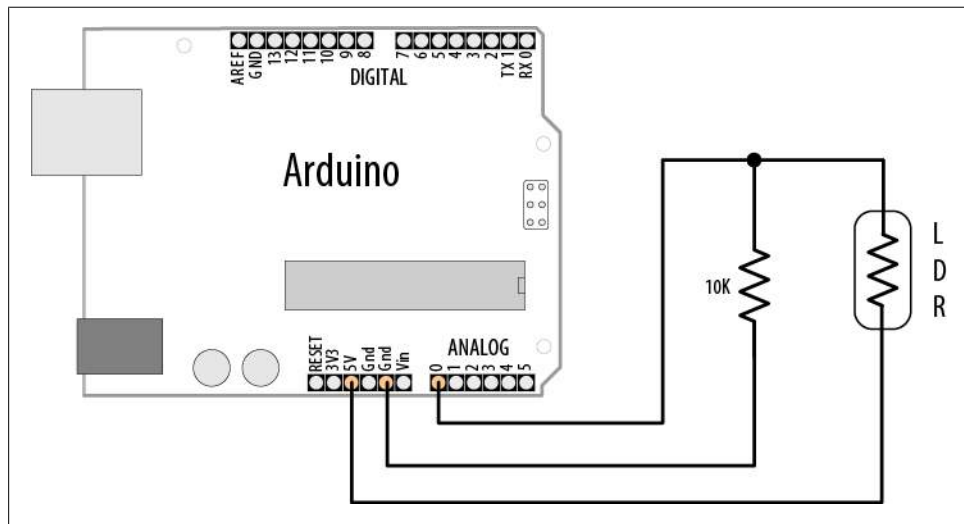 AREF GND 13 12 11 10 9 8 7 6 5 4 3 2 TX 1 RX 0
DIGITAL
Arduino
L
D
R
10K
ANALOG
RESET 3V3 5V Gnd Gnd Vin 0 1 2 3 4 5